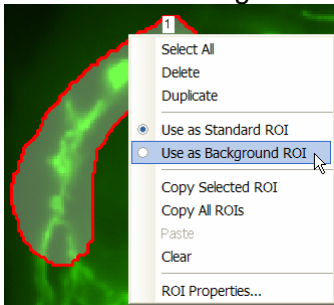 1
Select All
Delete
Duplicate
Use as Standard ROI
Use as Background ROI
Copy Selected ROI
Copy All ROIs
Paste
Clear
ROI Properties...